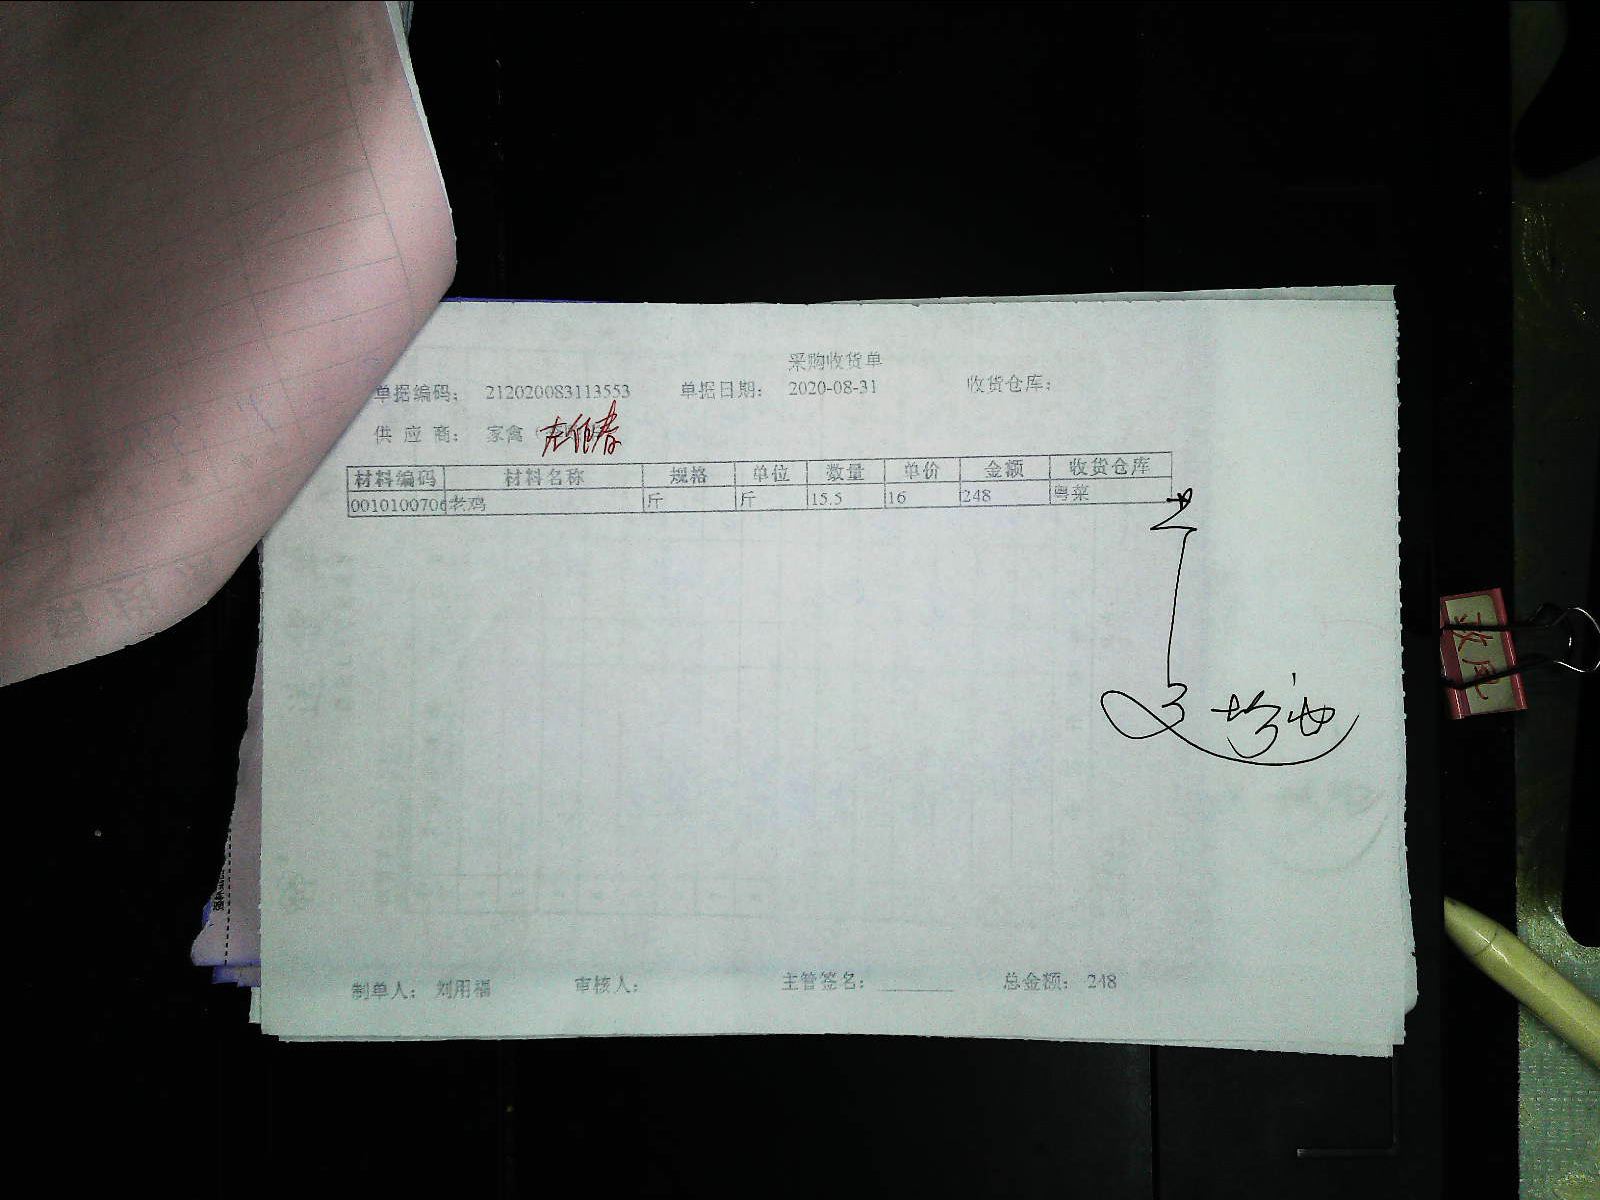 采购收货单
单据编码： 212020083113553 单据日期： 2020-08-31 收货仓库：
供应商： 家禽
材料编码 材料名称 规格 单位 数量 单价 金额 收货仓库
0010100706 老鸡 斤 斤 15.5 16 248 粤菜
制单人： 刘用福 审核人： 主管签名： ________ 总金额： 248